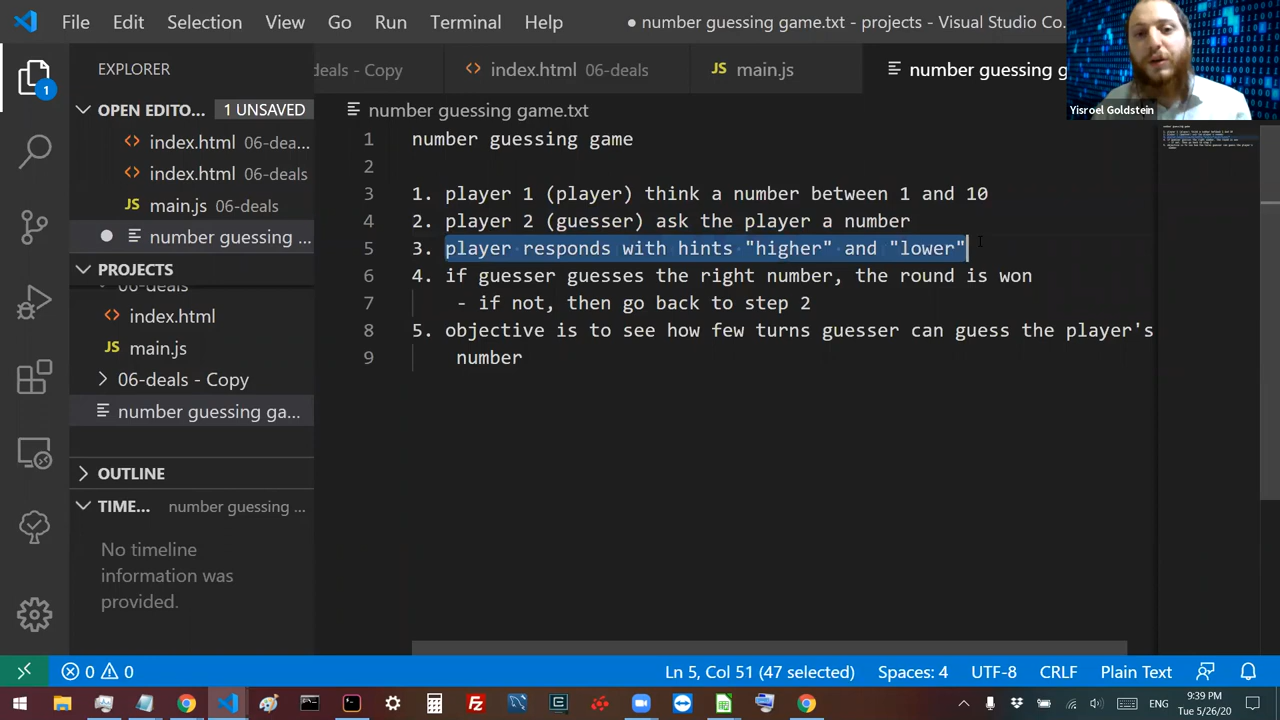 File Edit Selection View Go Run Terminal Help
● number guessing game.txt - projects - Visual Studio Co...
Yisroel Goldstein
EXPLORER
OPEN EDITO... 1 UNSAVED
index.html 06-dea...
index.html 06-deals
main.js 06-deals
number guessing ...
PROJECTS
06-deals
index.html
main.js
06-deals - Copy
number guessing ga...
OUTLINE
TIME... number guessing ...
No timeline
information was
provided.
deals - Copy
index.html 06-deals
main.js
number guessing g
number guessing game.txt
1 number guessing game
2
3 1. player 1 (player) think a number between 1 and 10
4 2. player 2 (guesser) ask the player a number
5 3. player responds with hints "higher" and "lower"
6 4. if guesser guesses the right number, the round is won
7 - if not, then go back to step 2
8 5. objective is to see how few turns guesser can guess the player's
9 number
0 0 Ln 5, Col 51 (47 selected) Spaces: 4 UTF-8 CRLF Plain Text
ENG
9:39 PM
Tue 5/26/20